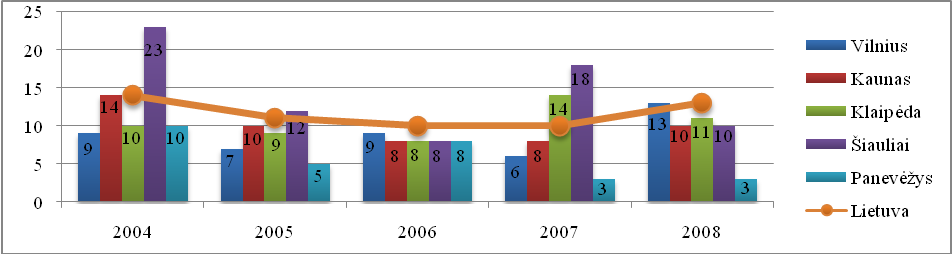 25
20
15
10
5
0
9 14 10 23 10
7 10 9 12 5
9 8 8 8 8
6 8 14 18 3
13 10 11 10 3
2004 2005 2006 2007 2008
Vilnius
Kaunas
Klaipėda
Šiauliai
Panevėžys
Lietuva